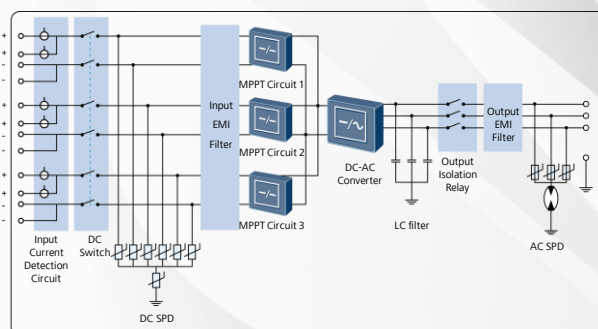 +
+
-
-
+
+
-
-
+
+
-
-
Input
Current
Detection
Circuit
DC
Switch
DC SPD
Input
EMI
Filter
MPPT Circuit 1
MPPT Circuit 2
MPPT Circuit 3
DC-AC
Converter
LC filter
Output
Isolation
Relay
Output
EMI
Filter
AC SPD